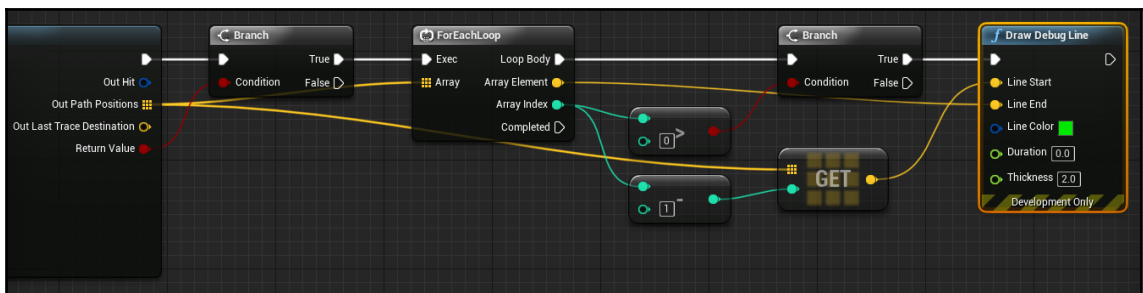 Out Hit
Out Path Positions
Out Last Trace Destination
Return Value
Branch
True
Condition
False
ForEachLoop
Exec
Loop Body
Array
Array Element
Array Index
Completed
0
>
1
-
GET
Branch
True
Condition
False
f Draw Debug Line
Line Start
Line End
Line Color
Duration 0.0
Thickness 2.0
Development Only